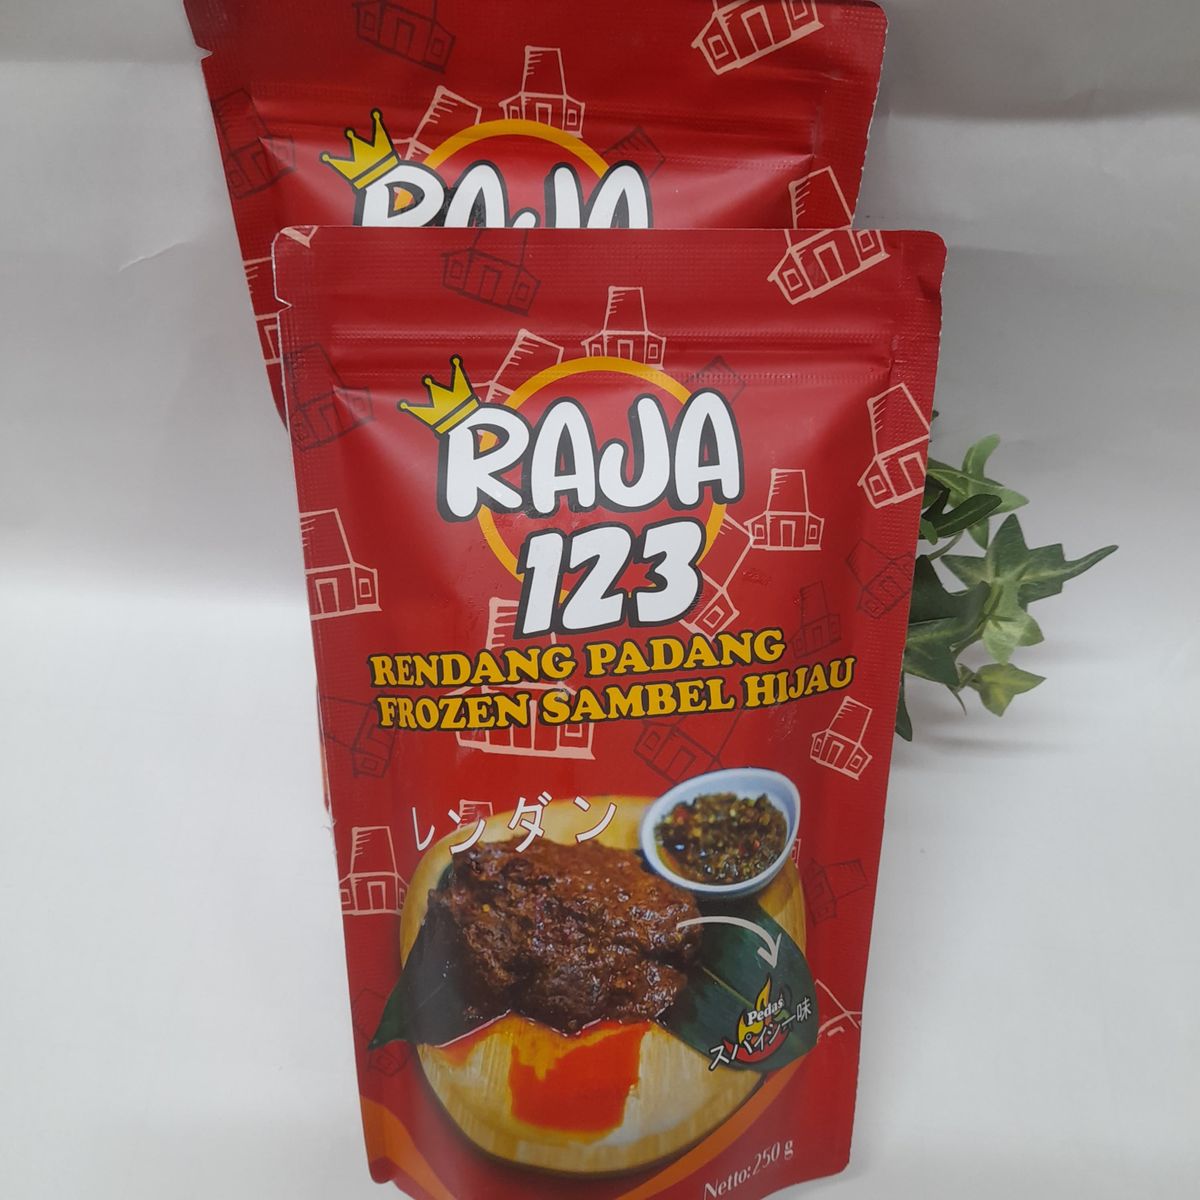 RAJA
RAJA
123
RENDANG PADANG
FROZEN SAMBEL HIJAU
レンダン
Pedas
スパイシー味
Netto:250 g